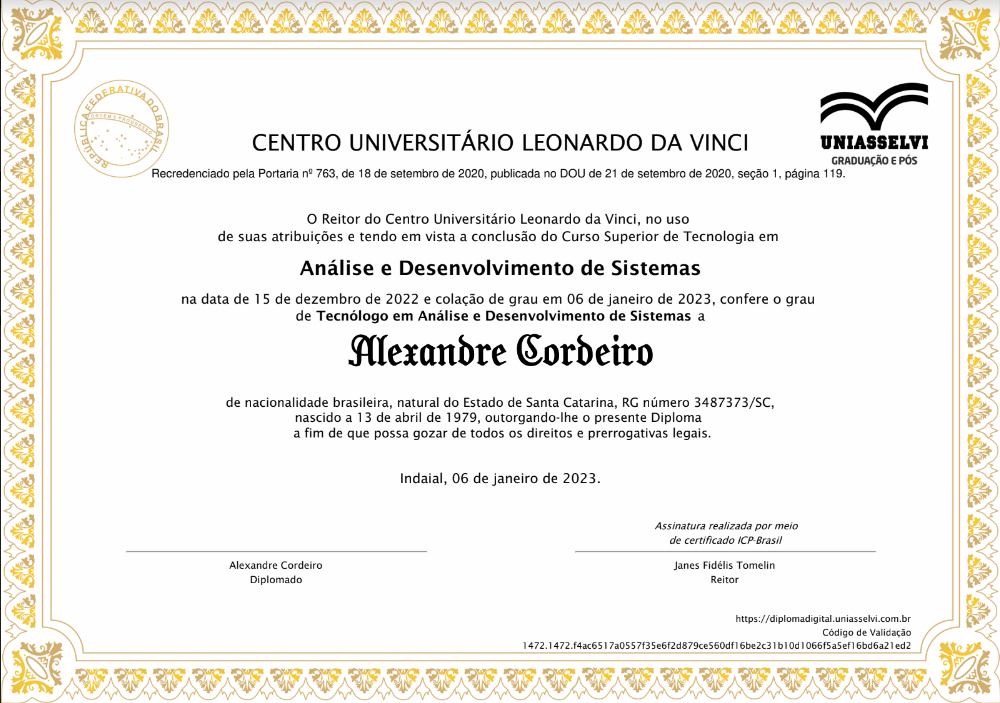 REPÚBLICA FEDERATIVA DO BRASIL
ORDEM E PROGRESSO
UNIASSELVI
GRADUAÇÃO E PÓS
CENTRO UNIVERSITÁRIO LEONARDO DA VINCI
Recredenciado pela Portaria nº 763, de 18 de setembro de 2020, publicada no DOU de 21 de setembro de 2020, seção 1, página 119.
O Reitor do Centro Universitário Leonardo da Vinci, no uso
de suas atribuições e tendo em vista a conclusão do Curso Superior de Tecnologia em
Análise e Desenvolvimento de Sistemas
na data de 15 de dezembro de 2022 e colação de grau em 06 de janeiro de 2023, confere o grau
de Tecnólogo em Análise e Desenvolvimento de Sistemas a
Alexandre Cordeiro
de nacionalidade brasileira, natural do Estado de Santa Catarina, RG número 3487373/SC,
nascido a 13 de abril de 1979, outorgando-lhe o presente Diploma
a fim de que possa gozar de todos os direitos e prerrogativas legais.
Indaial, 06 de janeiro de 2023.
Assinatura realizada por meio
de certificado ICP-Brasil
Alexandre Cordeiro
Diplomado
Janes Fidélis Tomelin
Reitor
https://diplomadigital.uniasselvi.com.br
Código de Validação
1472.1472.f4ac6517a0557f35e6f2d879ce560df16be2c31b10d1066f5a5ef16bd6a21ed2